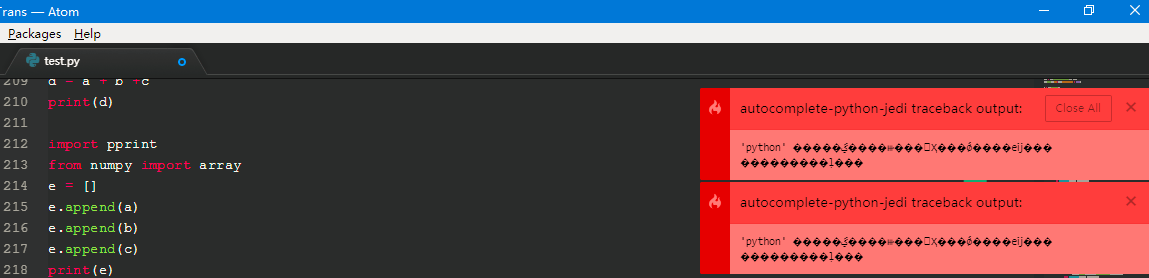 Trans — Atom
Packages Help
test.py
209 d = a + b +c
210 print(d)
211
212 import pprint
213 from numpy import array
214 e = []
215 e.append(a)
216 e.append(b)
217 e.append(c)
218 print(e)
autocomplete-python-jedi traceback output: Close All
'python'
autocomplete-python-jedi traceback output:
'python'